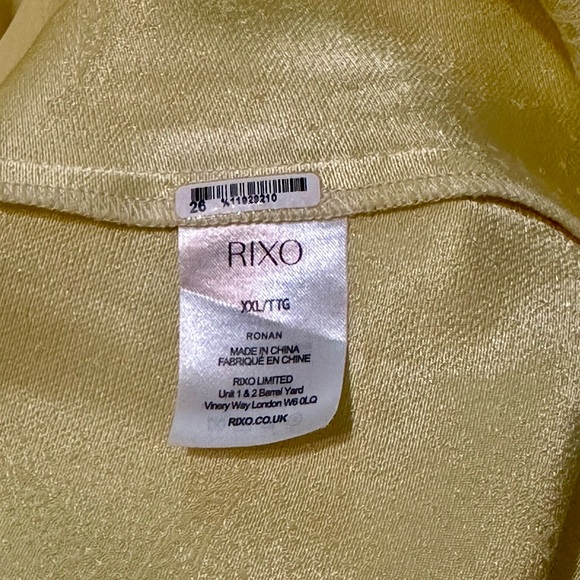 26 X11929210
RIXO
XXL/TTG
RONAN
MADE IN CHINA
FABRIQUÉ EN CHINE
RIXO LIMITED
Unit 1 & 2 Barrel Yard
Vinery Way London W6 0LQ
RIXO.CO.UK